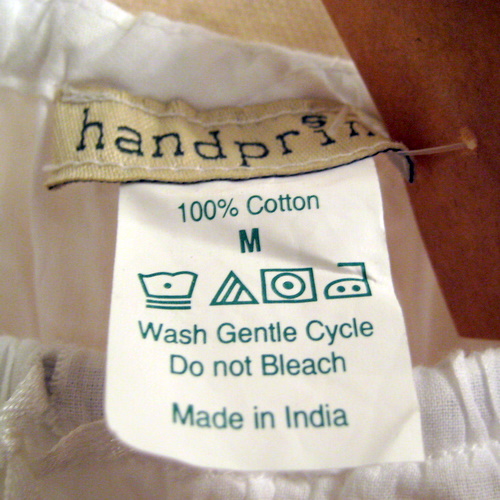 handprin
100% Cotton
M
Wash Gentle Cycle
Do not Bleach
Made in India